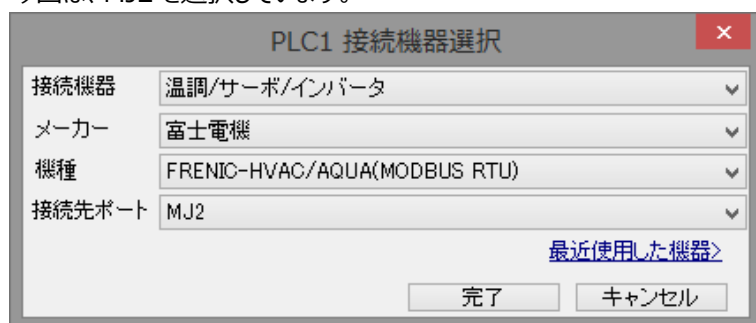 PLC1 接続機器選択
接続機器 温調/サーボ/インバータ
メーカー 富士電機
機種 FRENIC-HVAC/AQUA(MODBUS RTU)
接続先ポート MJ2
最近使用した機器>
完了 キャンセル